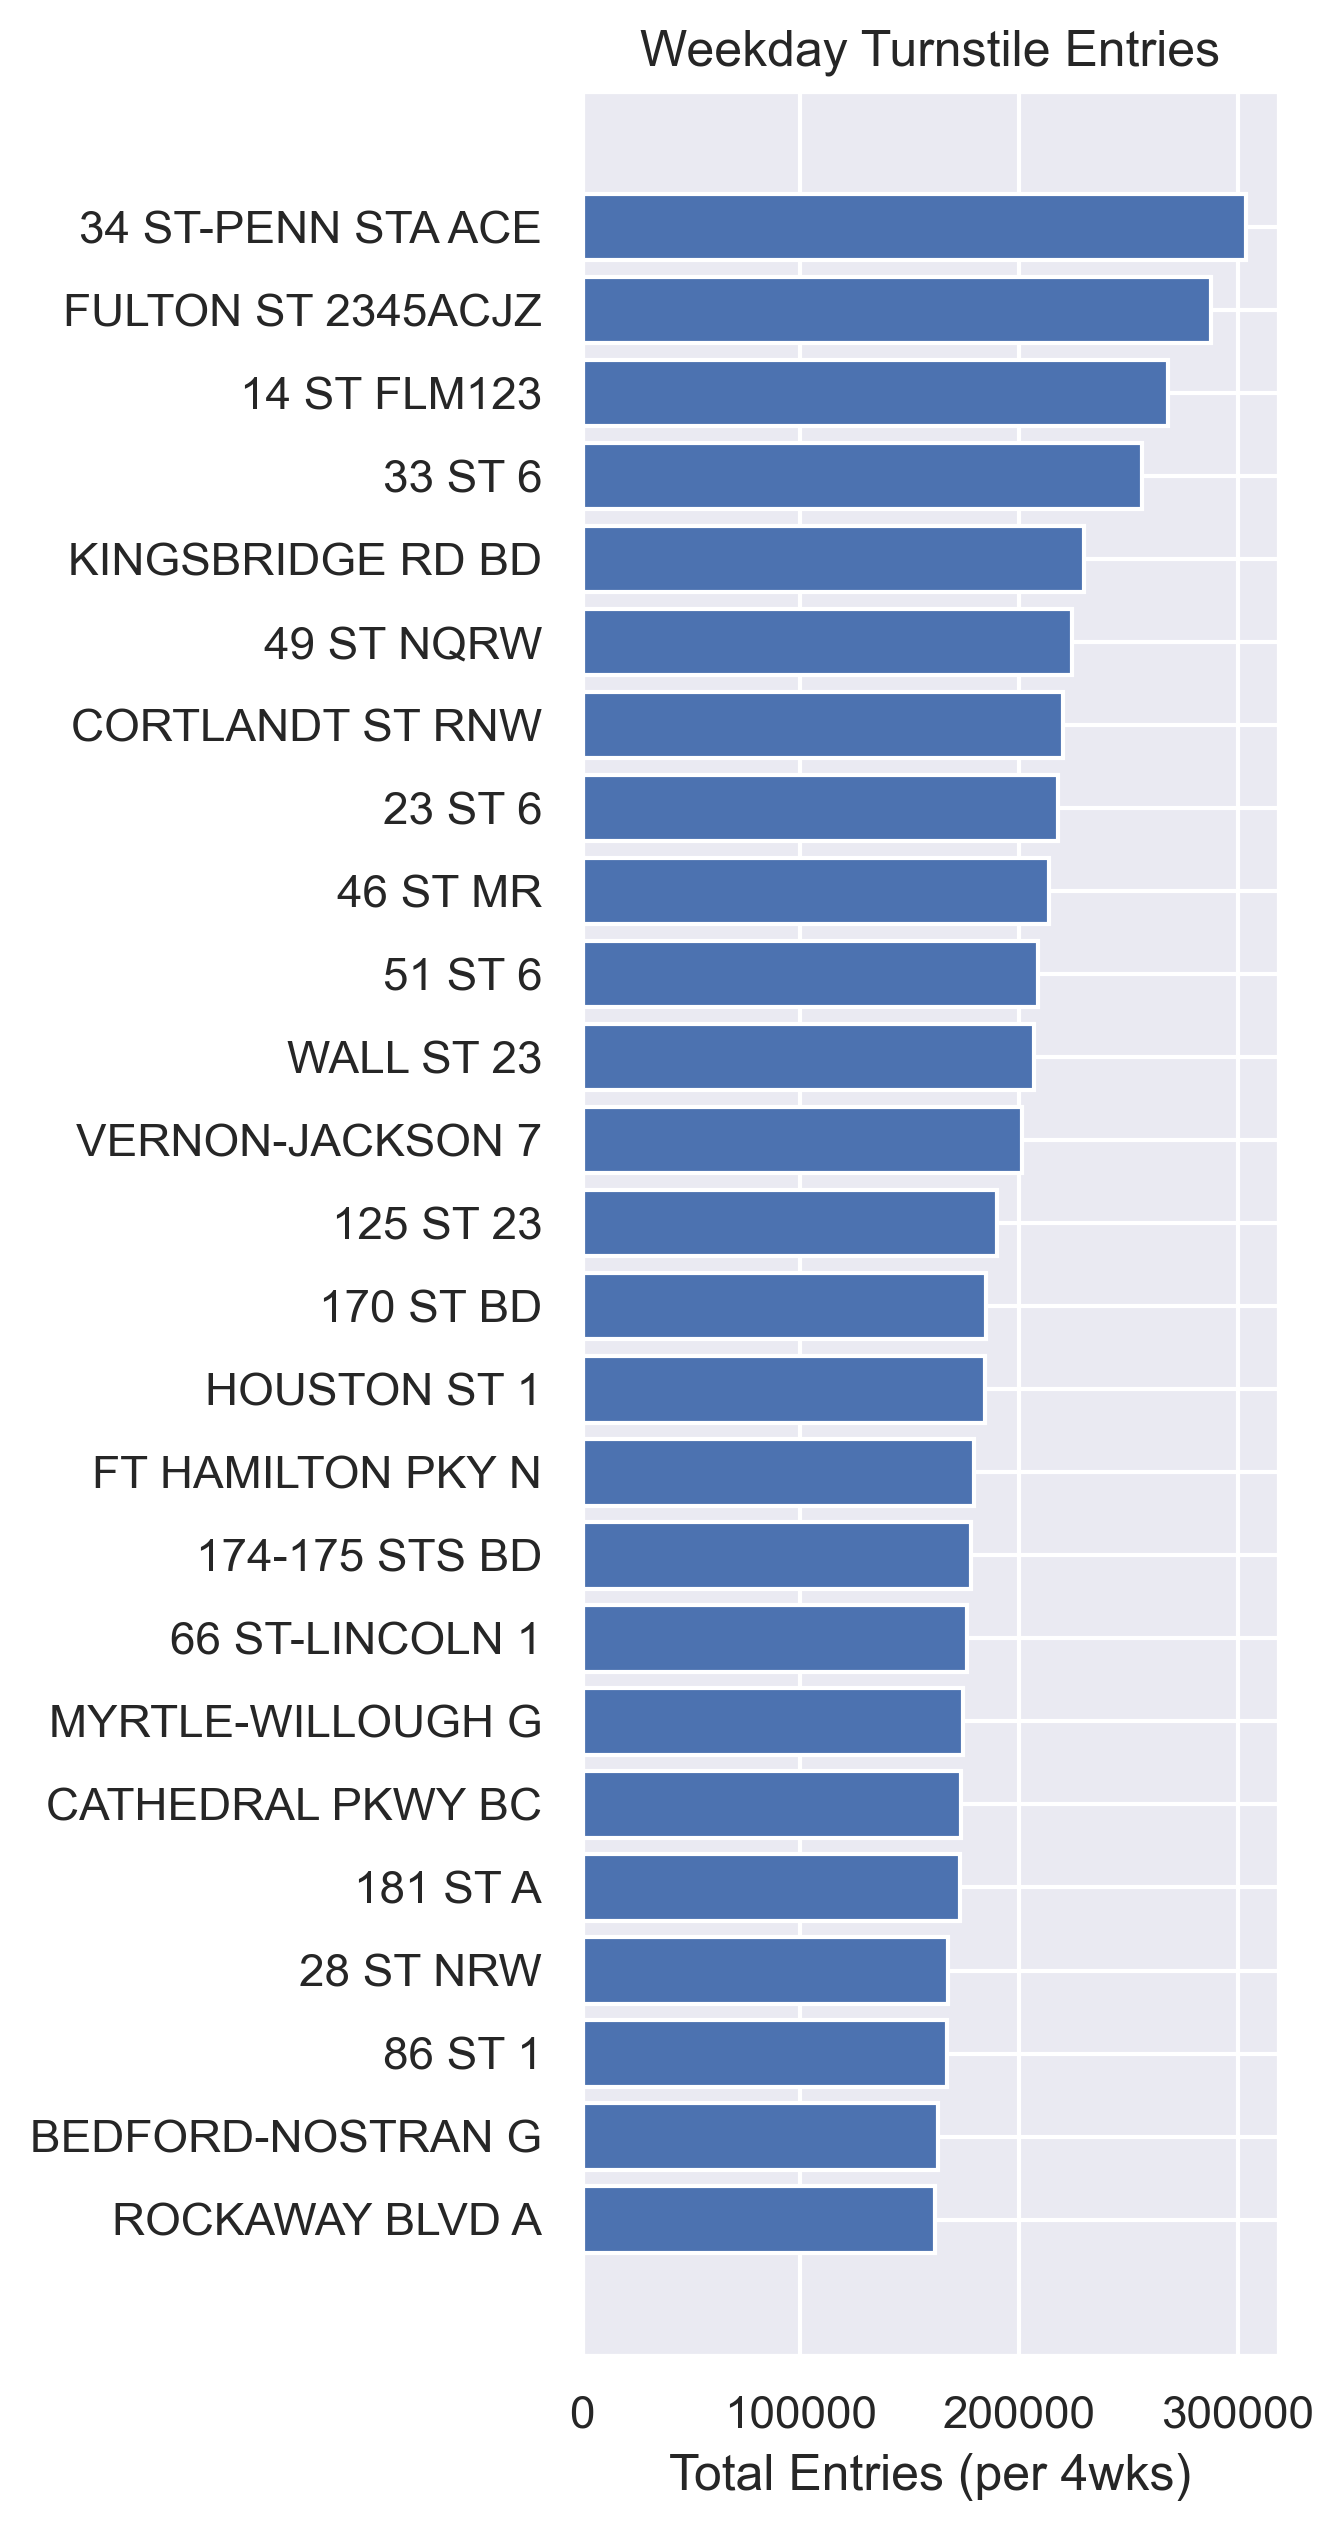 Weekday Turnstile Entries
34 ST-PENN STA ACE
FULTON ST 2345ACJZ
14 ST FLM123
33 ST 6
KINGSBRIDGE RD BD
49 ST NQRW
CORTLANDT ST RNW
23 ST 6
46 ST MR
51 ST 6
WALL ST 23
VERNON-JACKSON 7
125 ST 23
170 ST BD
HOUSTON ST 1
FT HAMILTON PKY N
174-175 STS BD
66 ST-LINCOLN 1
MYRTLE-WILLOUGH G
CATHEDRAL PKWY BC
181 ST A
28 ST NRW
86 ST 1
BEDFORD-NOSTRAN G
ROCKAWAY BLVD A
0 100000 200000 300000
Total Entries (per 4wks)